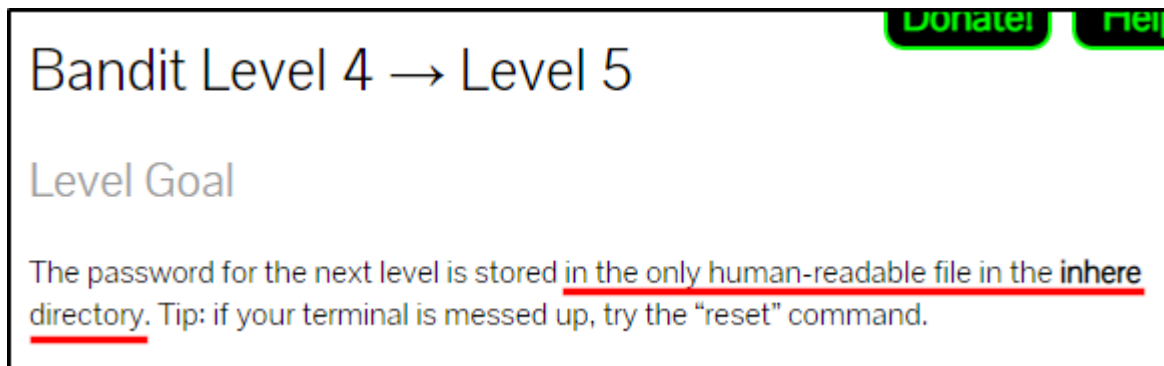 Donate!
Bandit Level 4 → Level 5
Level Goal
The password for the next level is stored in the only human-readable file in the inhere
directory. Tip: if your terminal is messed up, try the “reset” command.